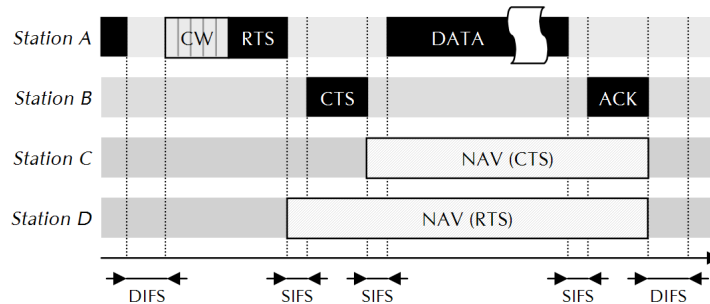 Station A CW RTS DATA
Station B CTS ACK
Station C NAV (CTS)
Station D NAV (RTS)
DIFS SIFS SIFS SIFS DIFS